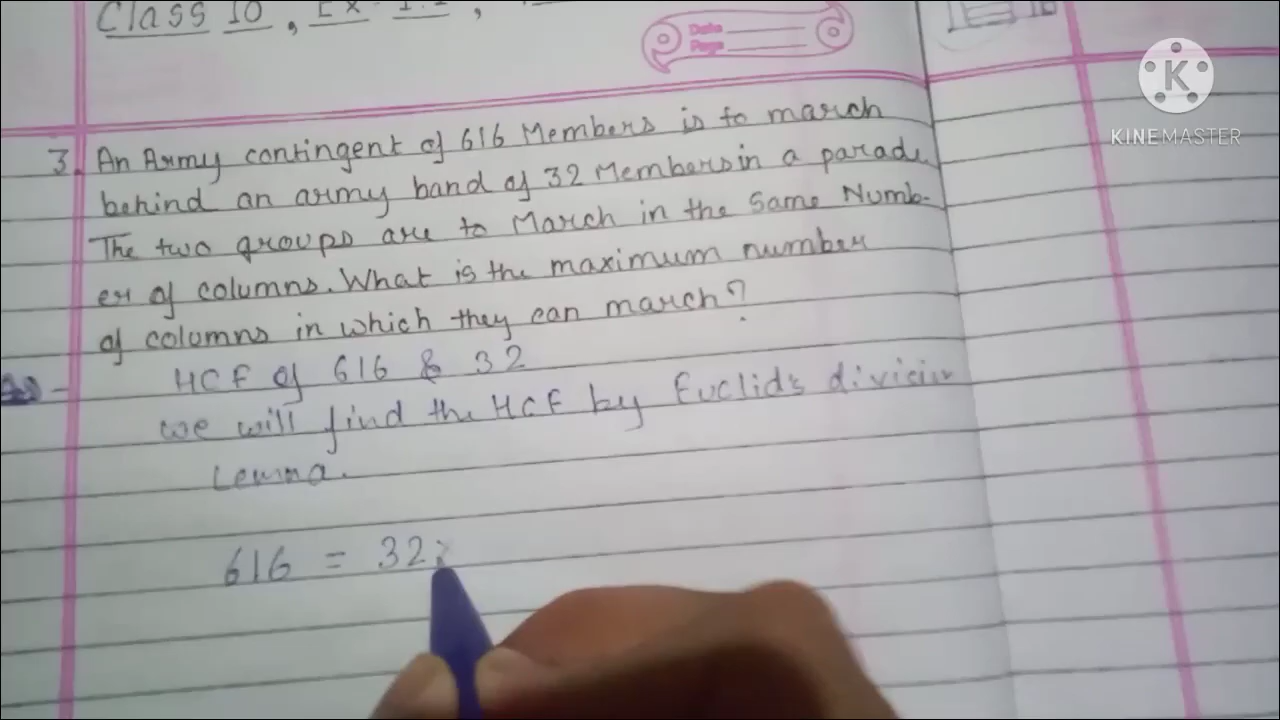 Class 10, Ex
Date
Page
KINEMASTER
3. An Army contingent of 616 Members is to march
behind an army band of 32 Members in a parade.
The two groups are to March in the same Numb-
er of columns. What is the maximum number
of columns in which they can march?
HCF of 616 & 32
we will find the HCF by Euclid's division
Lemma.
616 = 32